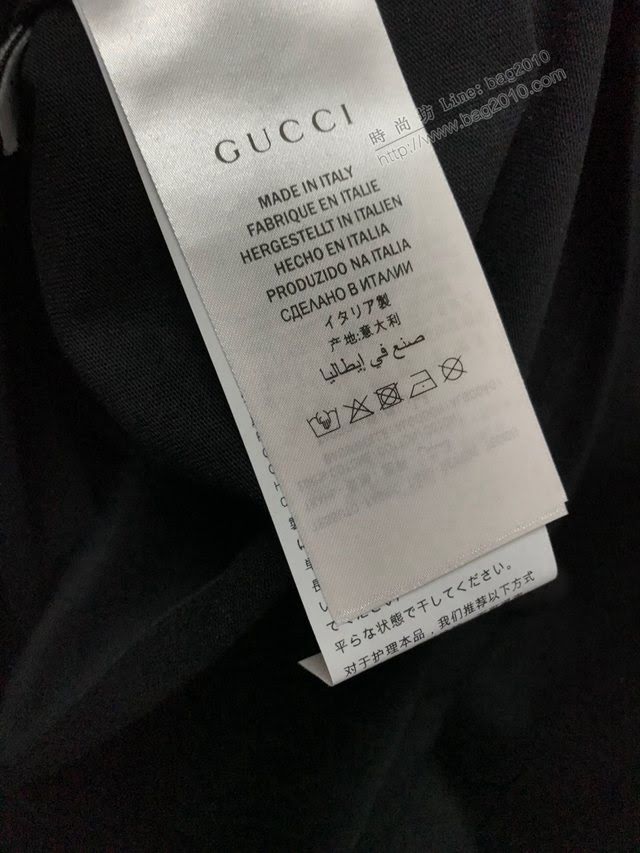 時尚坊 Line: bag2010
http://www.bag2010.com
GUCCI
MADE IN ITALY
FABRIQUE EN ITALIE
HERGESTELLT IN ITALIEN
HECHO EN ITALIA
PRODUZIDO NA ITALIA
СДЕЛАНО В ИТАЛИИ
イタリア製
产地:意大利
صنع في إيطاليا
平らな状態で干してください。
对于护理本品，我们推荐以下方式